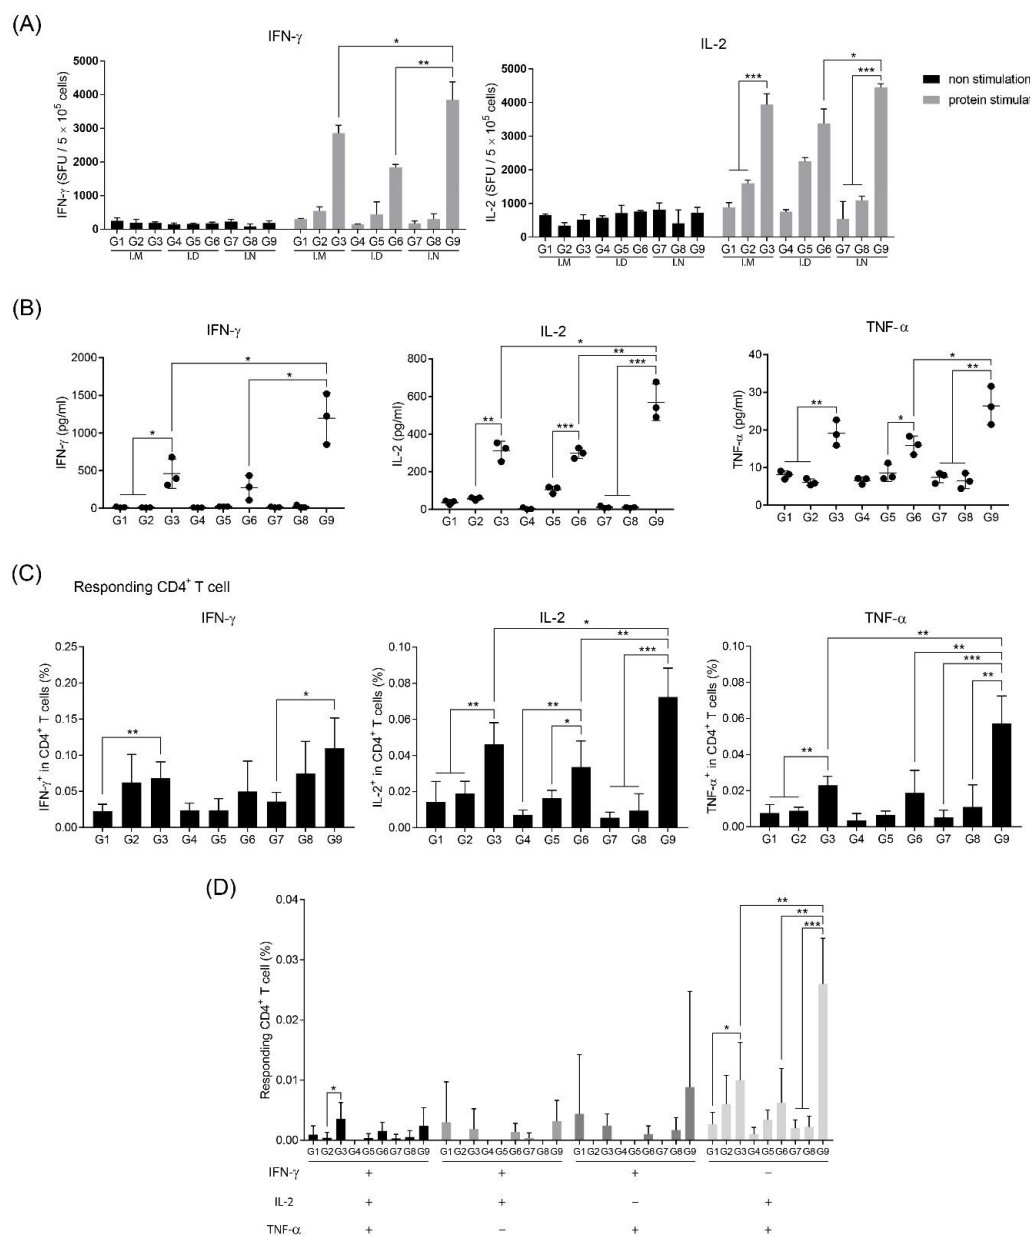 (A)
IFN-γ
IFN-γ (SFU / 5 × 10⁵ cells)
5000
4000
3000
2000
1000
0
*
**
G1 G2 G3 G4 G5 G6 G7 G8 G9 G1 G2 G3 G4 G5 G6 G7 G8 G9
I.M I.D I.N I.M I.D I.N
IL-2
IL-2 (SFU / 5 × 10⁵ cells)
5000
4000
3000
2000
1000
0
*
*** ***
G1 G2 G3 G4 G5 G6 G7 G8 G9 G1 G2 G3 G4 G5 G6 G7 G8 G9
I.M I.D I.N I.M I.D I.N
non stimulation
protein stimulat
(B)
IFN-γ
IFN-γ (pg/ml)
2000
1500
1000
500
0
*
*
*
G1 G2 G3 G4 G5 G6 G7 G8 G9
IL-2
IL-2 (pg/ml)
800
600
400
200
0
*
**
***
** ***
G1 G2 G3 G4 G5 G6 G7 G8 G9
TNF-α
TNF-α (pg/ml)
40
30
20
10
0
*
**
** *
G1 G2 G3 G4 G5 G6 G7 G8 G9
(C)
Responding CD4⁺ T cell
IFN-γ
IFN-γ⁺ in CD4⁺ T cells (%)
0.25
0.20
0.15
0.10
0.05
0.00
** *
G1 G2 G3 G4 G5 G6 G7 G8 G9
IL-2
IL-2⁺ in CD4⁺ T cells (%)
0.10
0.08
0.06
0.04
0.02
0.00
*
**
***
** **
*
G1 G2 G3 G4 G5 G6 G7 G8 G9
TNF-α
TNF-α⁺ in CD4⁺ T cells (%)
0.10
0.08
0.06
0.04
0.02
0.00
**
**
***
**
**
G1 G2 G3 G4 G5 G6 G7 G8 G9
(D)
Responding CD4⁺ T cell (%)
0.04
0.03
0.02
0.01
0.00
**
**
***
*
*
G1 G2 G3 G4 G5 G6 G7 G8 G9 G1 G2 G3 G4 G5 G6 G7 G8 G9 G1 G2 G3 G4 G5 G6 G7 G8 G9 G1 G2 G3 G4 G5 G6 G7 G8 G9
IFN-γ + + + −
IL-2 + + − +
TNF-α + − + +